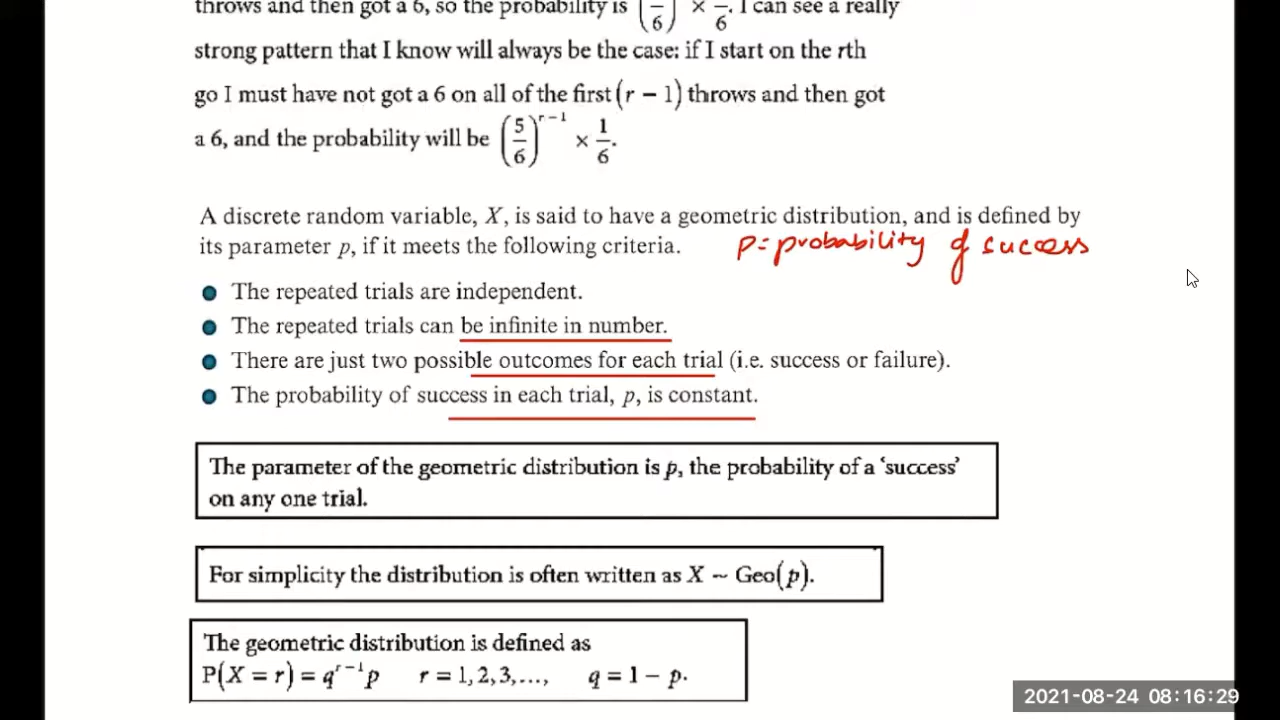 throws and then got a 6, so the probability is (‾/6) × ‾/6. I can see a really
strong pattern that I know will always be the case: if I start on the rth
go I must have not got a 6 on all of the first (r − 1) throws and then got
a 6, and the probability will be (5/6)^(r−1) × 1/6.
A discrete random variable, X, is said to have a geometric distribution, and is defined by
its parameter p, if it meets the following criteria. p = probability of success
● The repeated trials are independent.
● The repeated trials can be infinite in number.
● There are just two possible outcomes for each trial (i.e. success or failure).
● The probability of success in each trial, p, is constant.
The parameter of the geometric distribution is p, the probability of a 'success'
on any one trial.
For simplicity the distribution is often written as X ~ Geo(p).
The geometric distribution is defined as
P(X = r) = q^(r−1)p r = 1, 2, 3,..., q = 1 − p.
2021-08-24 08:16:29